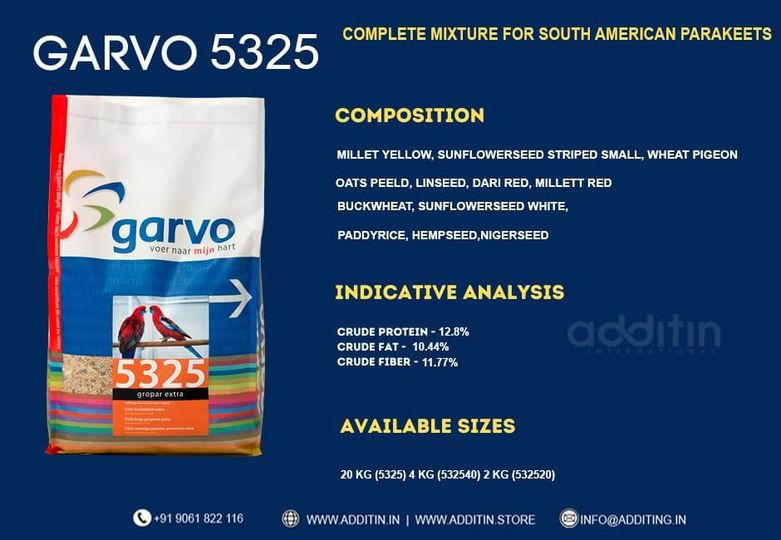 GARVO 5325
COMPLETE MIXTURE FOR SOUTH AMERICAN PARAKEETS
garvo
voer naar mijn hart
5325
gropar extra
COMPOSITION
MILLET YELLOW, SUNFLOWERSEED STRIPED SMALL, WHEAT PIGEON
OATS PEELD, LINSEED, DARI RED, MILLETT RED
BUCKWHEAT, SUNFLOWERSEED WHITE,
PADDYRICE, HEMPSEED,NIGERSEED
INDICATIVE ANALYSIS
CRUDE PROTEIN - 12.8%
CRUDE FAT - 10.44%
CRUDE FIBER - 11.77%
additin
INTERNATIONAL
AVAILABLE SIZES
20 KG (5325) 4 KG (532540) 2 KG (532520)
+91 9061 822 116
WWW.ADDITIN.IN | WWW.ADDITIN.STORE
INFO@ADDITING.IN